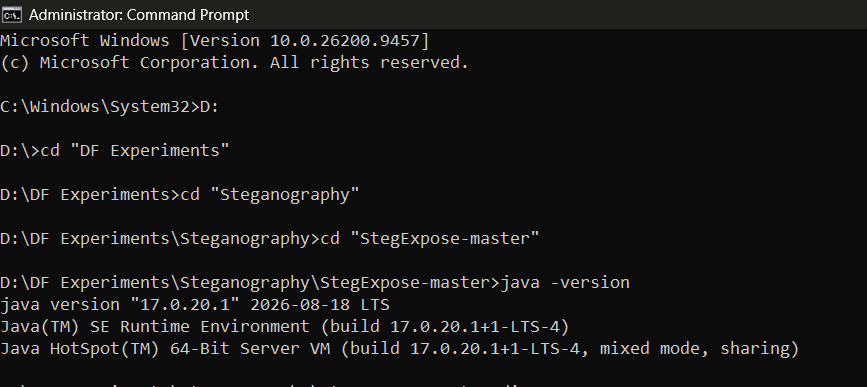 Administrator: Command Prompt
Microsoft Windows [Version 10.0.26200.9457]
(c) Microsoft Corporation. All rights reserved.
C:\Windows\System32>D:
D:\>cd "DF Experiments"
D:\DF Experiments>cd "Steganography"
D:\DF Experiments\Steganography>cd "StegExpose-master"
D:\DF Experiments\Steganography\StegExpose-master>java -version
java version "17.0.20.1" 2026-08-18 LTS
Java(TM) SE Runtime Environment (build 17.0.20.1+1-LTS-4)
Java HotSpot(TM) 64-Bit Server VM (build 17.0.20.1+1-LTS-4, mixed mode, sharing)